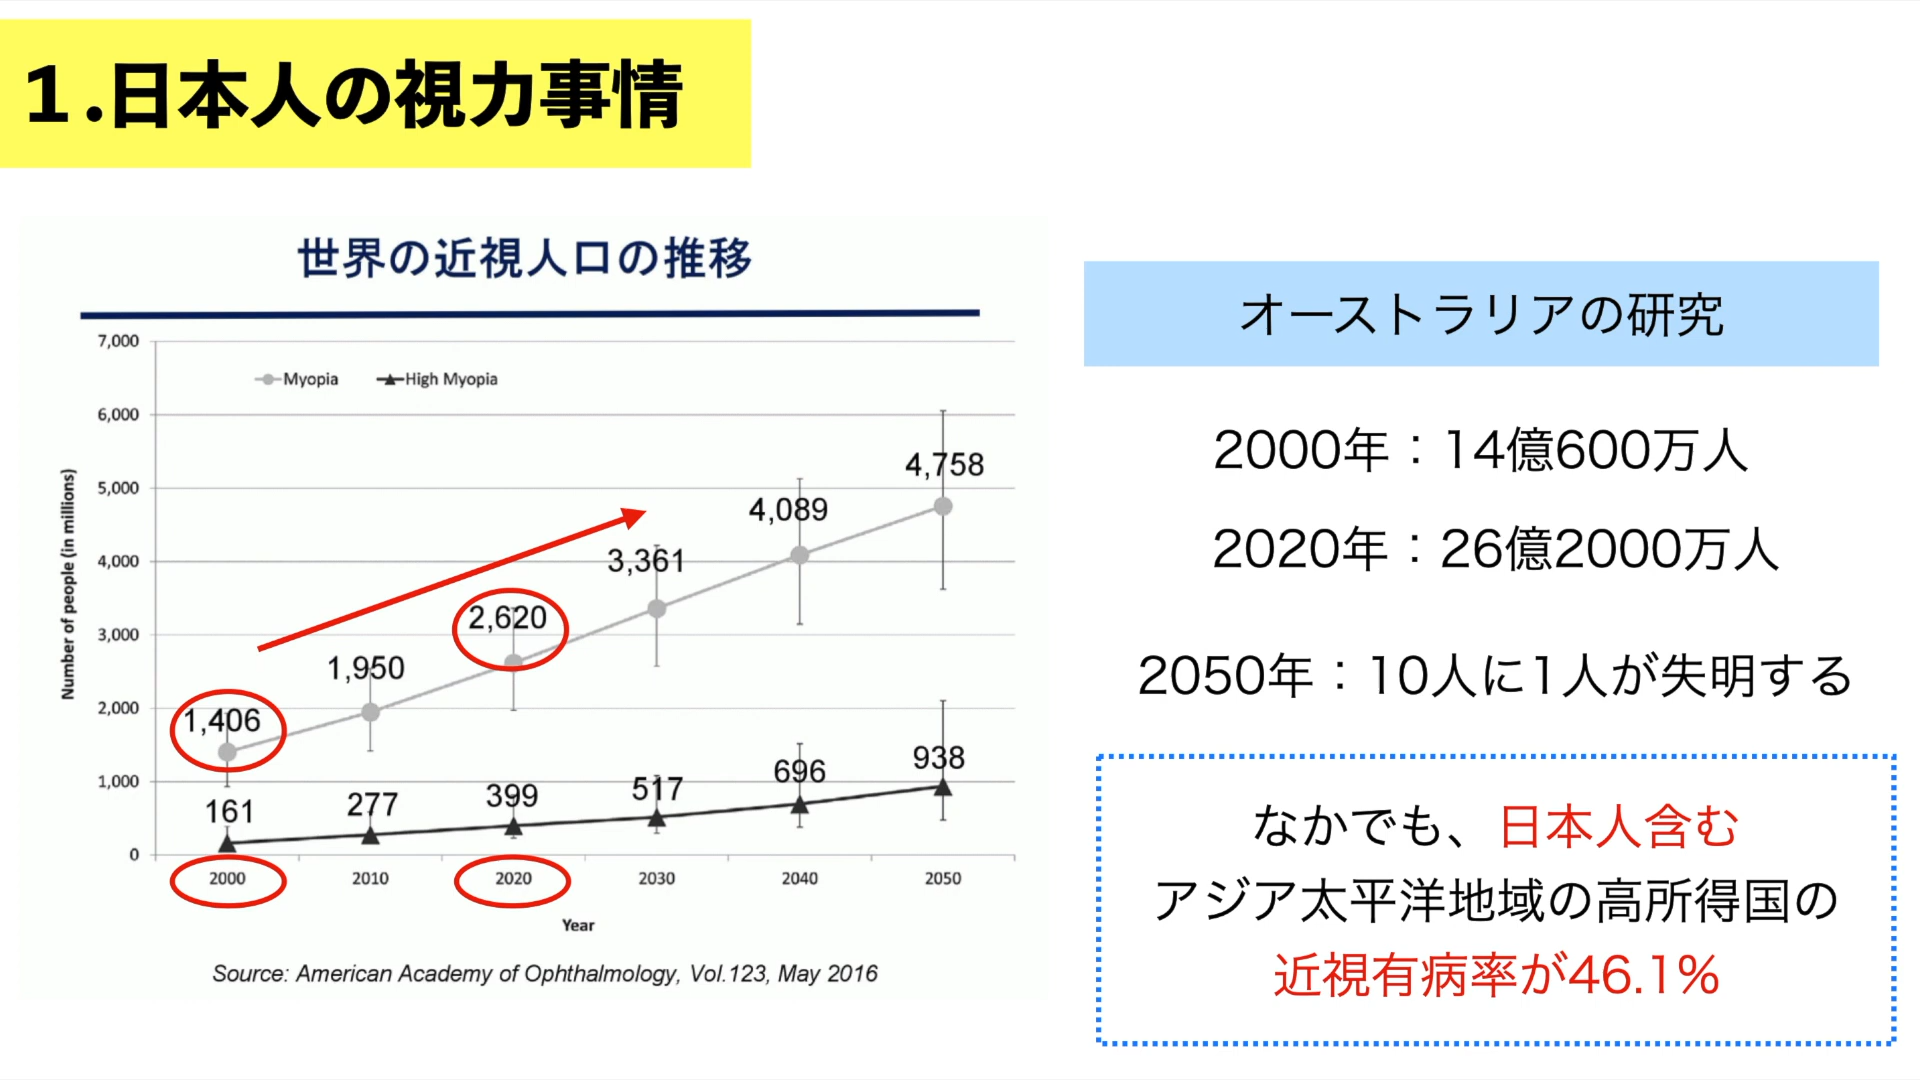 1.日本人の視力事情
世界の近視人口の推移
7,000
6,000
5,000
4,000
3,000
2,000
1,000
0
Number of people (in millions)
Myopia
High Myopia
1,406
1,950
2,620
3,361
4,089
4,758
161
277
399
517
696
938
2000
2010
2020
2030
2040
2050
Year
Source: American Academy of Ophthalmology, Vol.123, May 2016
オーストラリアの研究
2000年：14億600万人
2020年：26億2000万人
2050年：10人に1人が失明する
なかでも、日本人含む
アジア太平洋地域の高所得国の
近視有病率が46.1%